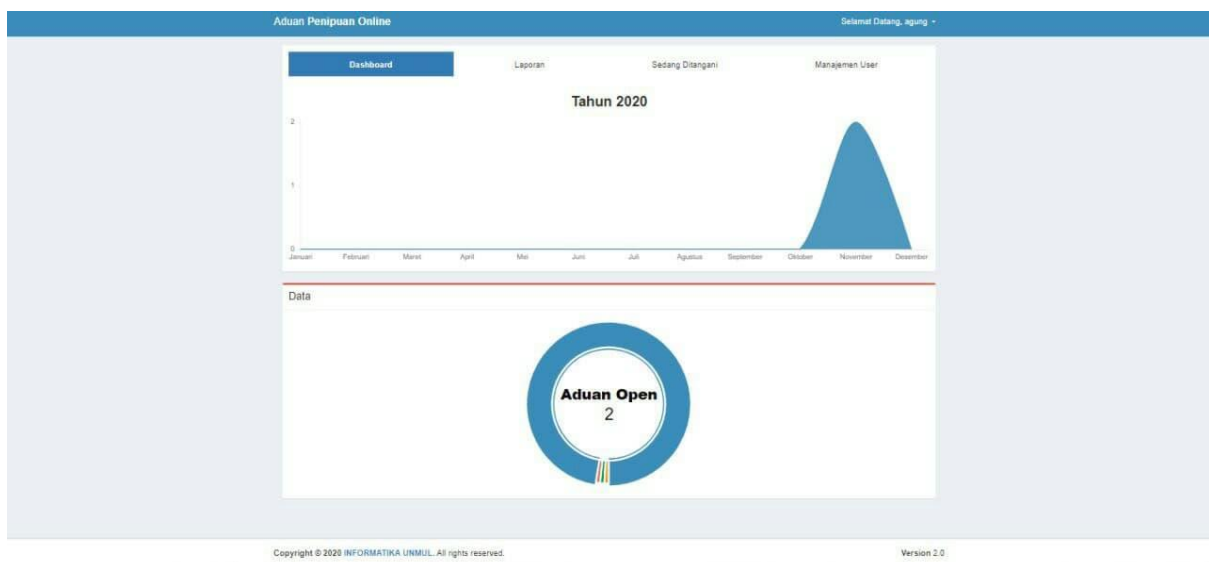 Aduan Penipuan Online
Selamat Datang, agung
Dashboard
Laporan
Sedang Ditangani
Manajemen User
Tahun 2020
2
1
0
Januari Februari Maret April Mei Juni Juli Agustus September Oktober November Desember
Data
Aduan Open
2
Copyright © 2020 INFORMATIKA UNMUL. All rights reserved.
Version 2.0